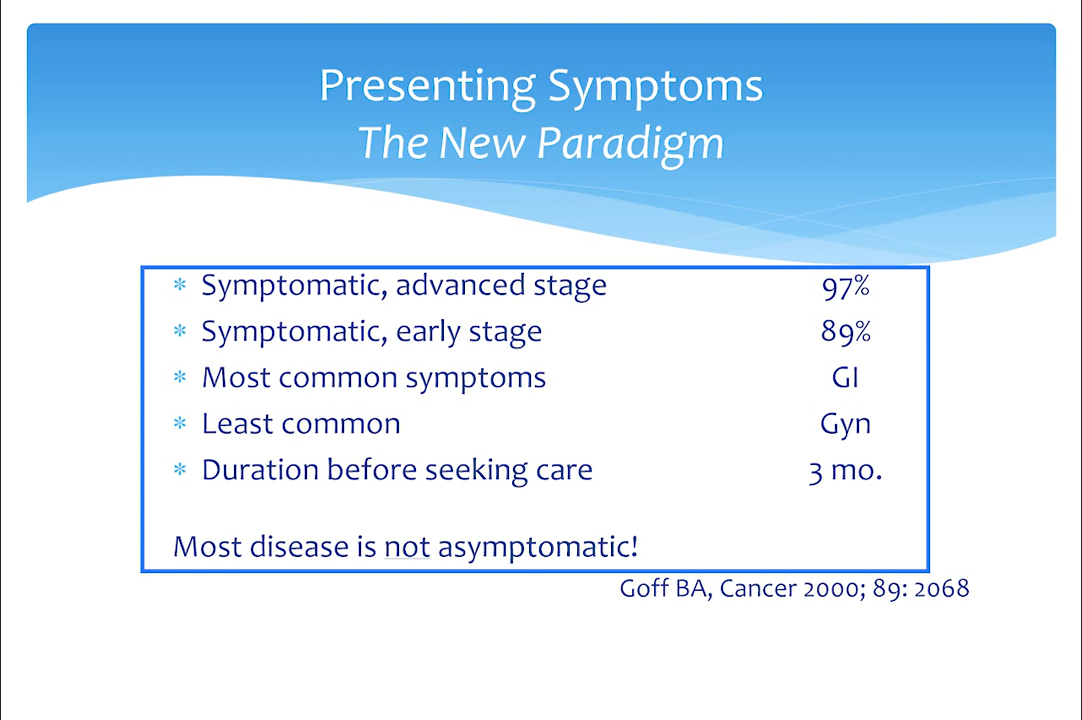 Presenting Symptoms
The New Paradigm
* Symptomatic, advanced stage 97%
* Symptomatic, early stage 89%
* Most common symptoms GI
* Least common Gyn
* Duration before seeking care 3 mo.
Most disease is not asymptomatic!
Goff BA, Cancer 2000; 89: 2068